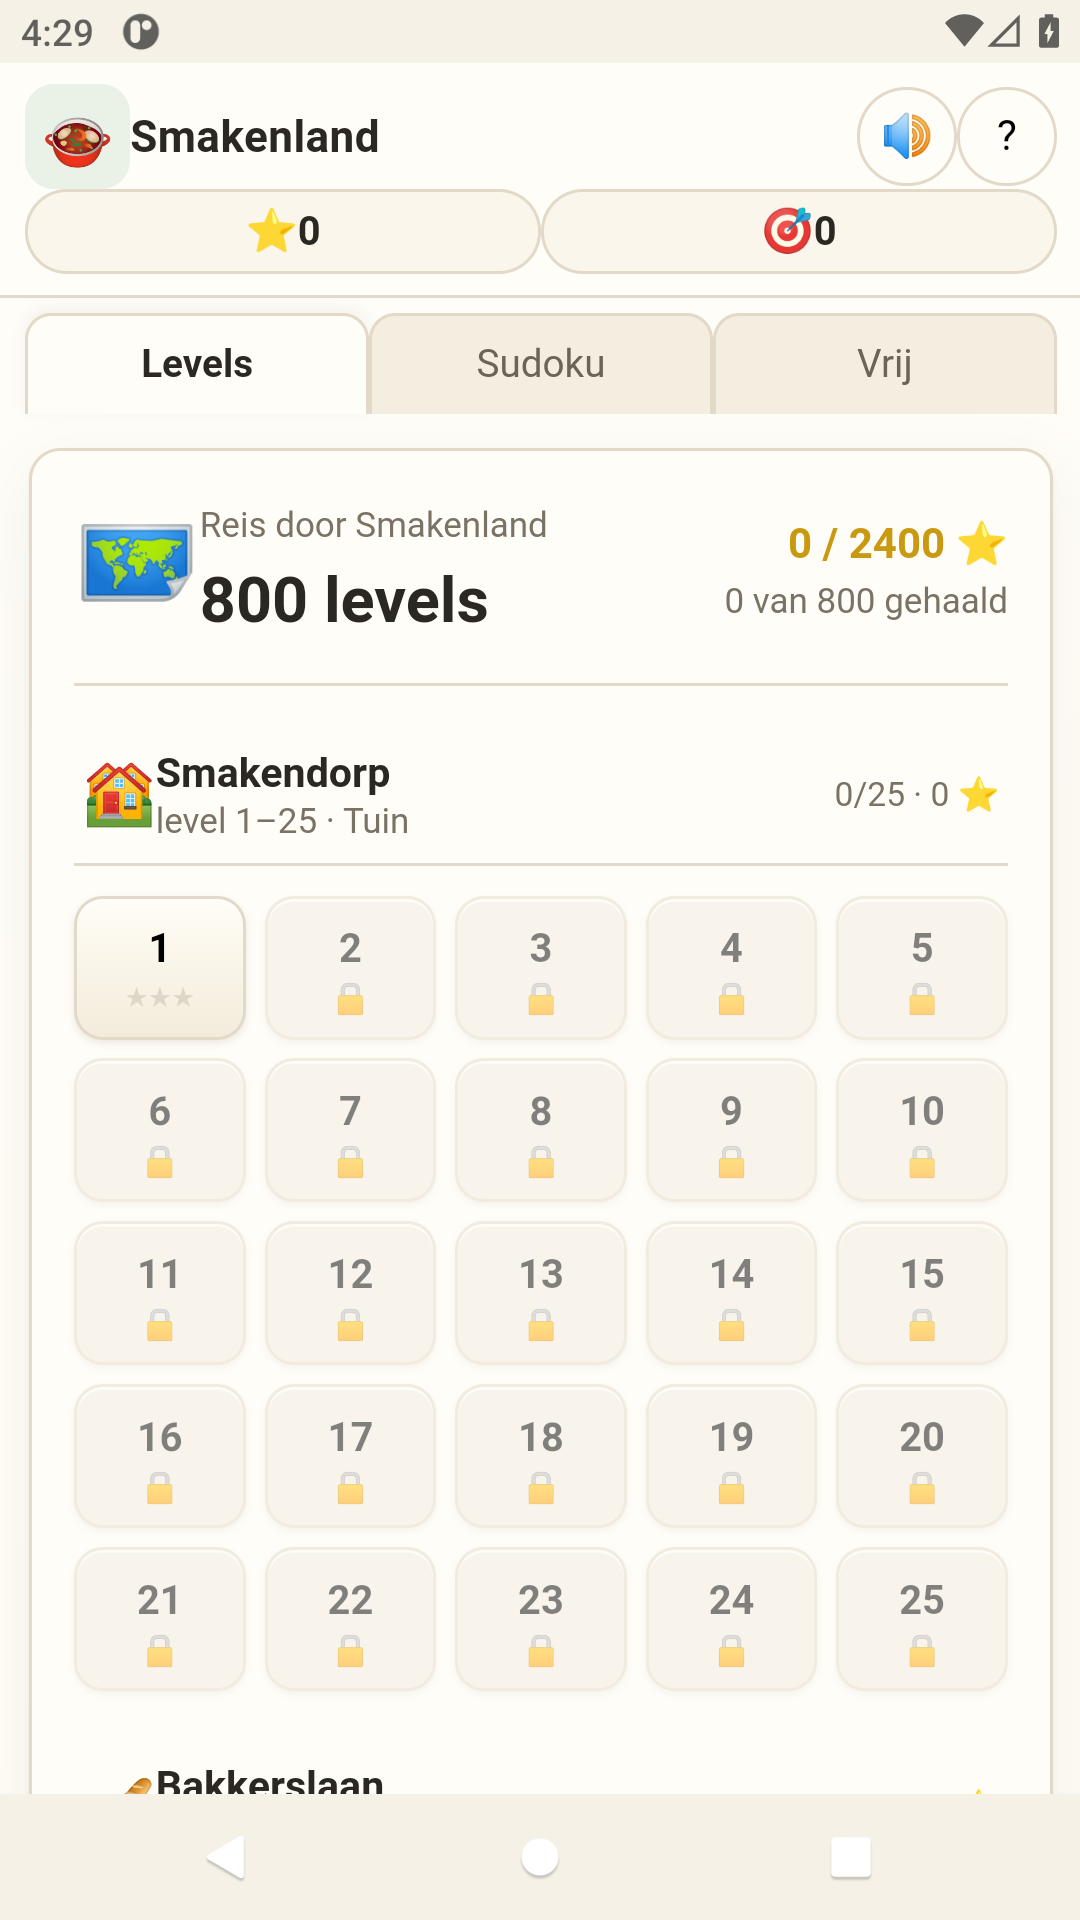 4:29
Smakenland
?
0
0
Levels
Sudoku
Vrij
Reis door Smakenland
800 levels
0 / 2400
0 van 800 gehaald
Smakendorp
level 1–25 · Tuin
0/25 · 0
1 2 3 4 5
6 7 8 9 10
11 12 13 14 15
16 17 18 19 20
21 22 23 24 25
Bakkerslaan